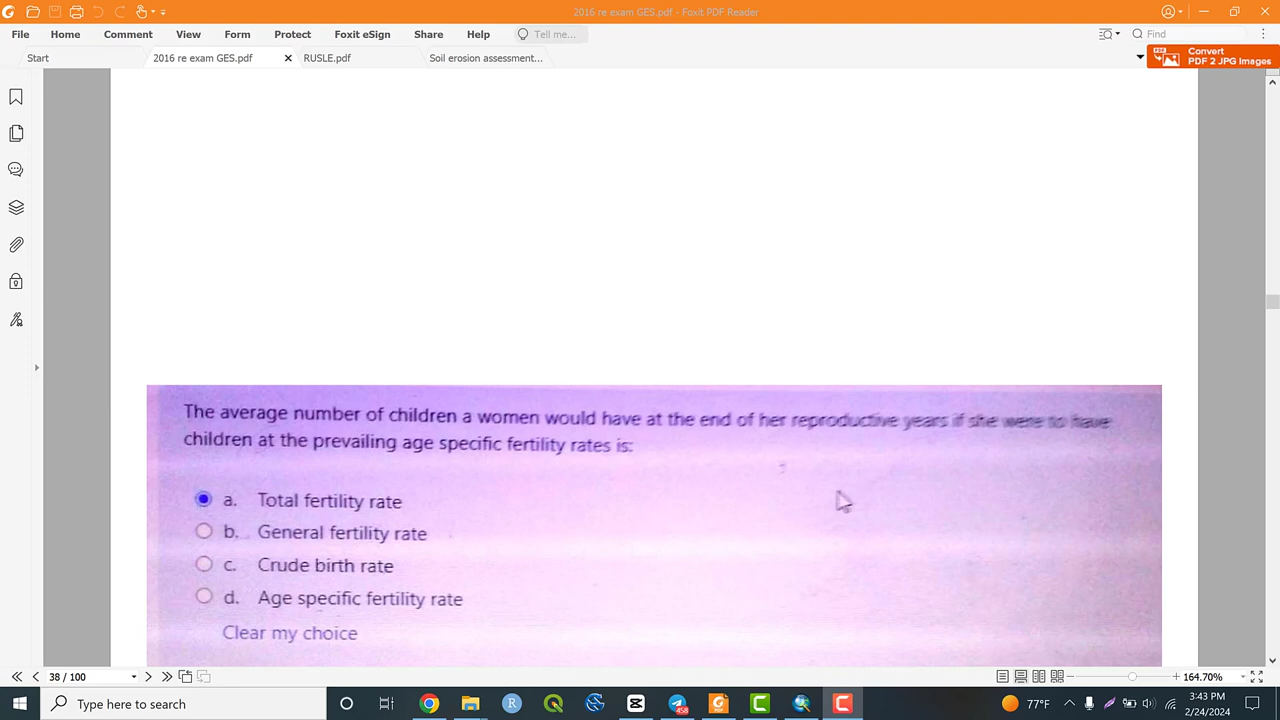 2016 re exam GES.pdf - Foxit PDF Reader
File Home Comment View Form Protect Foxit eSign Share Help Tell me... Find
Start 2016 re exam GES.pdf RUSLE.pdf Soil erosion assessment...
Convert
PDF 2 JPG Images
The average number of children a women would have at the end of her reproductive years if she were to have
children at the prevailing age specific fertility rates is:
a. Total fertility rate
b. General fertility rate
c. Crude birth rate
d. Age specific fertility rate
Clear my choice
38 / 100 164.70%
Type here to search 458 77°F 3:43 PM
2/24/2024